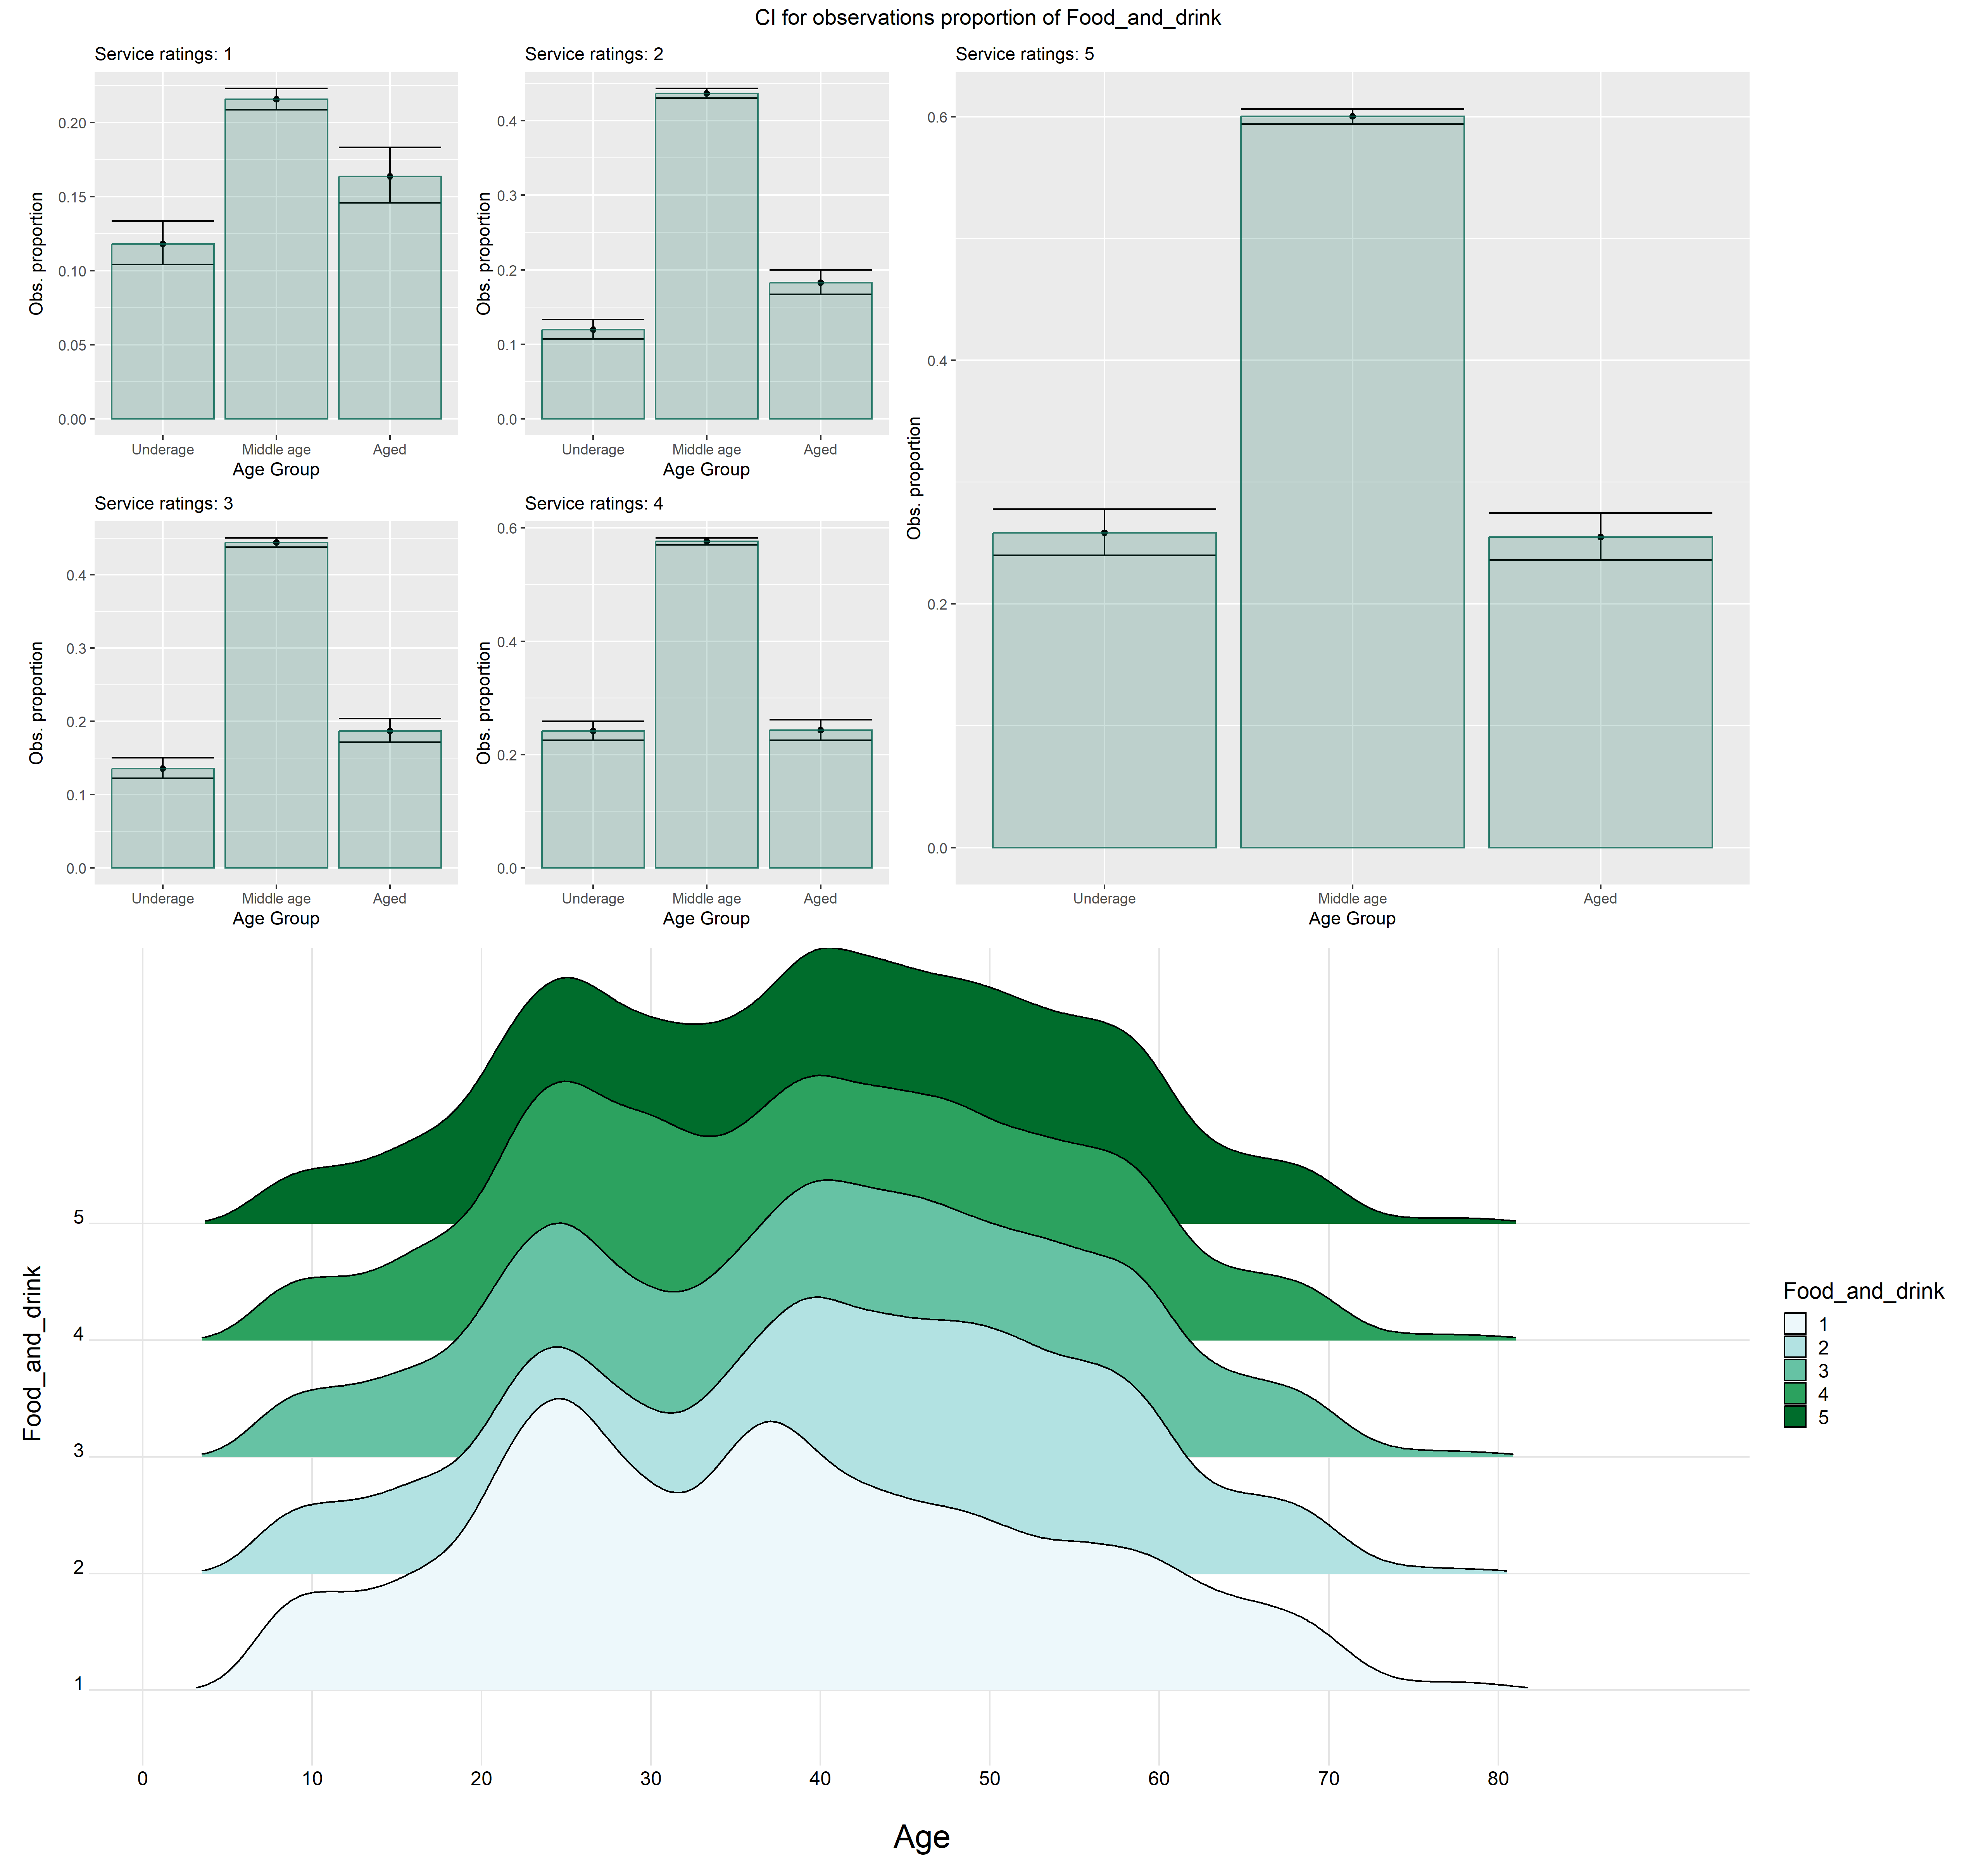 CI for observations proportion of Food_and_drink
Service ratings: 1
Obs. proportion
0.20
0.15
0.10
0.05
0.00
Underage Middle age Aged
Age Group
Service ratings: 2
Obs. proportion
0.4
0.3
0.2
0.1
0.0
Underage Middle age Aged
Age Group
Service ratings: 5
Obs. proportion
0.6
0.4
0.2
0.0
Underage Middle age Aged
Age Group
Service ratings: 3
Obs. proportion
0.4
0.3
0.2
0.1
0.0
Underage Middle age Aged
Age Group
Service ratings: 4
Obs. proportion
0.6
0.4
0.2
0.0
Underage Middle age Aged
Age Group
Food_and_drink
5
4
3
2
1
0 10 20 30 40 50 60 70 80
Age
Food_and_drink
1
2
3
4
5